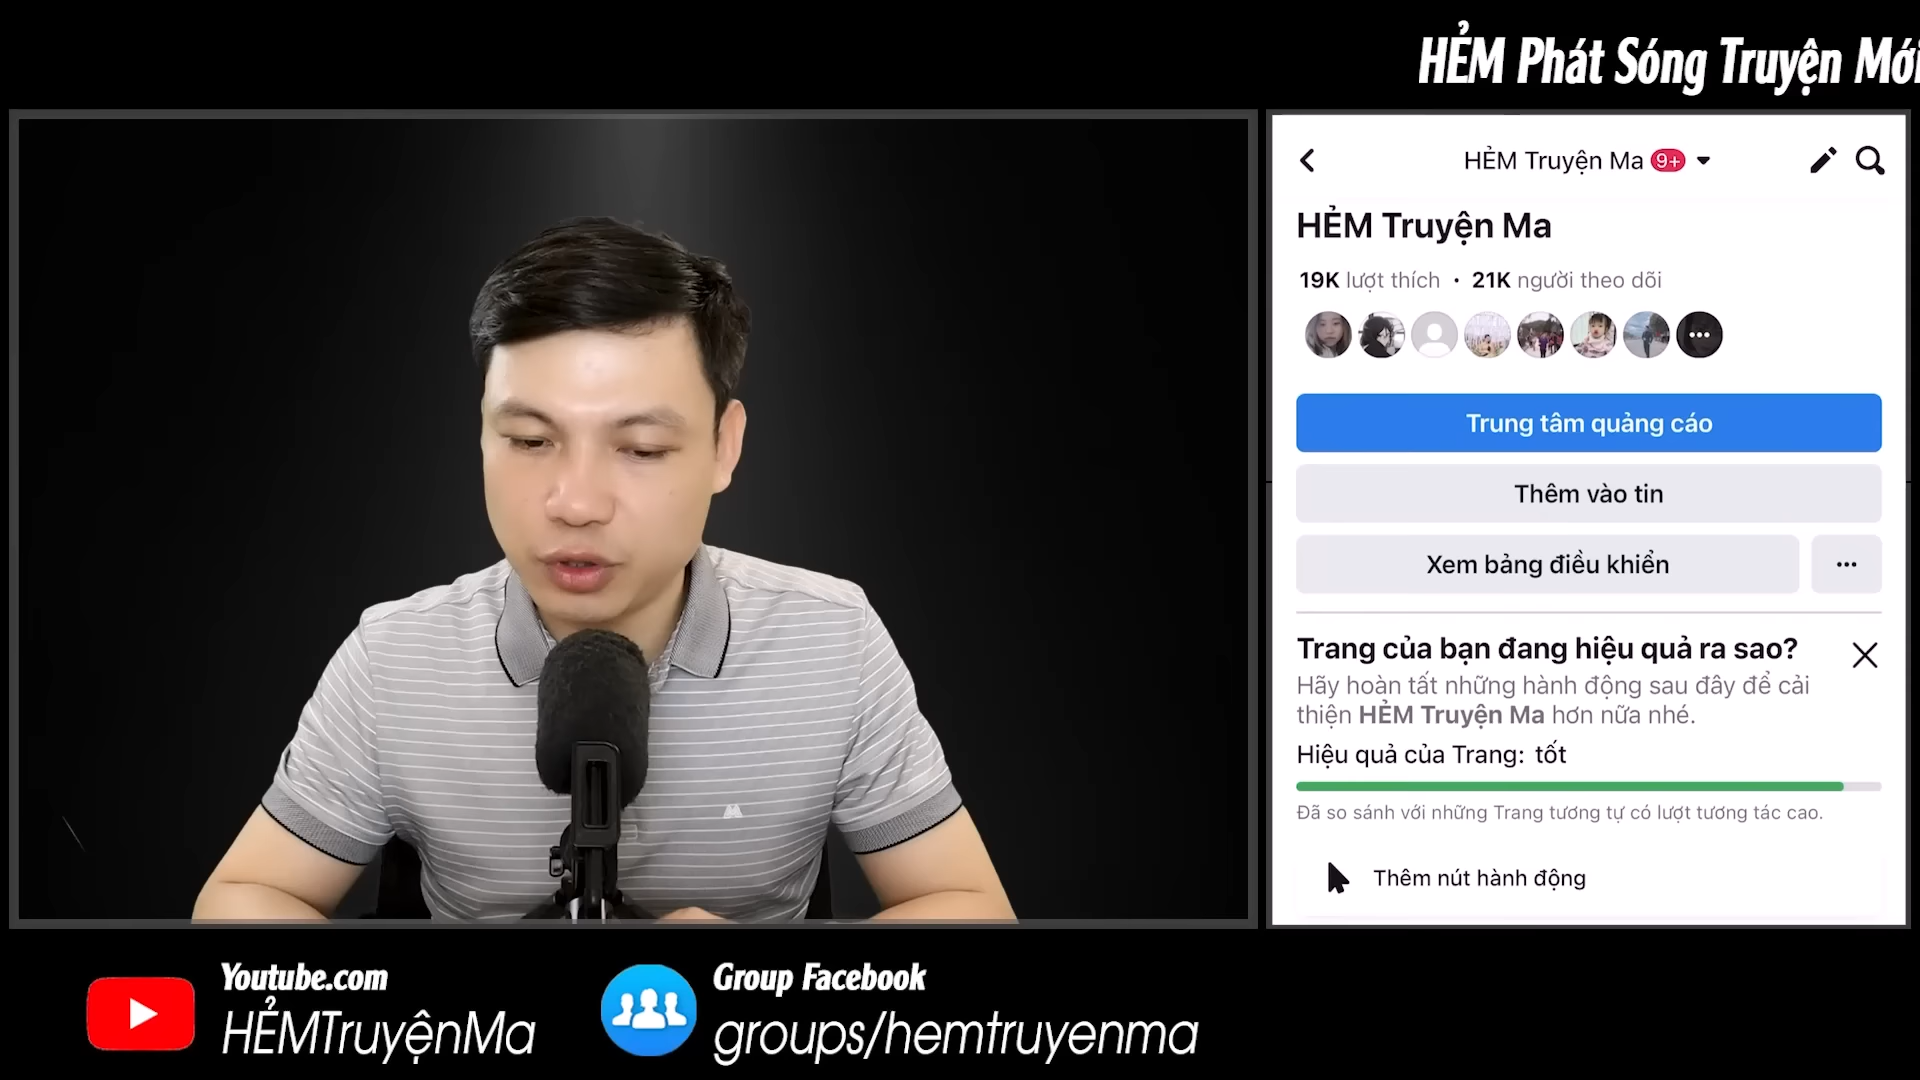 HẺM Phát Sóng Truyện Mới
HẺM Truyện Ma 9+
HẺM Truyện Ma
19K lượt thích • 21K người theo dõi
Trung tâm quảng cáo
Thêm vào tin
Xem bảng điều khiển
Trang của bạn đang hiệu quả ra sao?
Hãy hoàn tất những hành động sau đây để cải
thiện HẺM Truyện Ma hơn nữa nhé.
Hiệu quả của Trang: tốt
Đã so sánh với những Trang tương tự có lượt tương tác cao.
Thêm nút hành động
Youtube.com
HẺMTruyệnMa
Group Facebook
groups/hemtruyenma